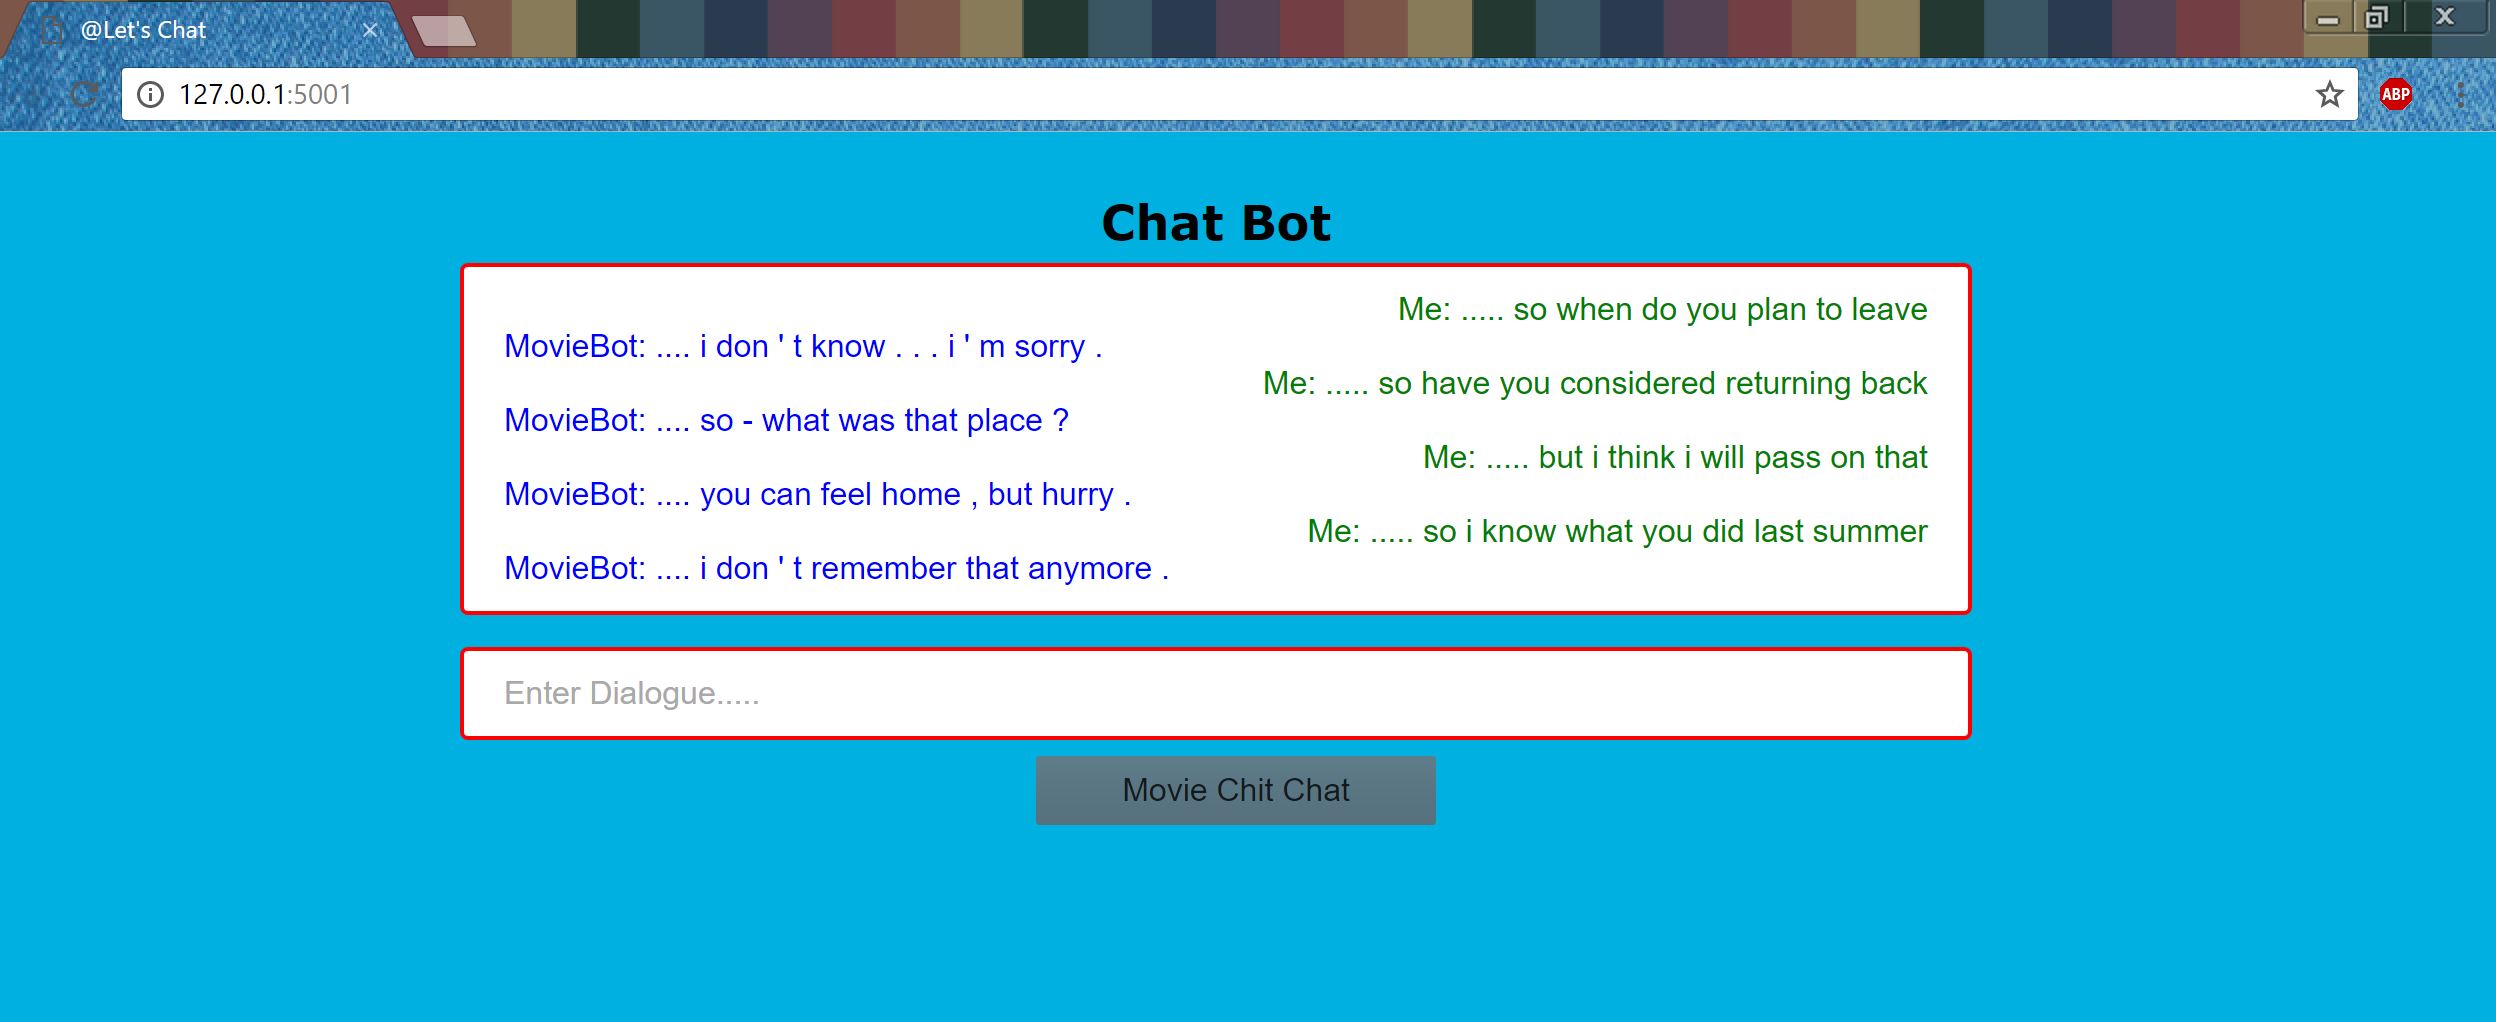 @Let's Chat
127.0.0.1:5001
ABP
Chat Bot
Me: ..... so when do you plan to leave
MovieBot: .... i don ' t know . . . i ' m sorry .
Me: ..... so have you considered returning back
MovieBot: .... so - what was that place ?
Me: ..... but i think i will pass on that
MovieBot: .... you can feel home , but hurry .
Me: ..... so i know what you did last summer
MovieBot: .... i don ' t remember that anymore .
Enter Dialogue.....
Movie Chit Chat